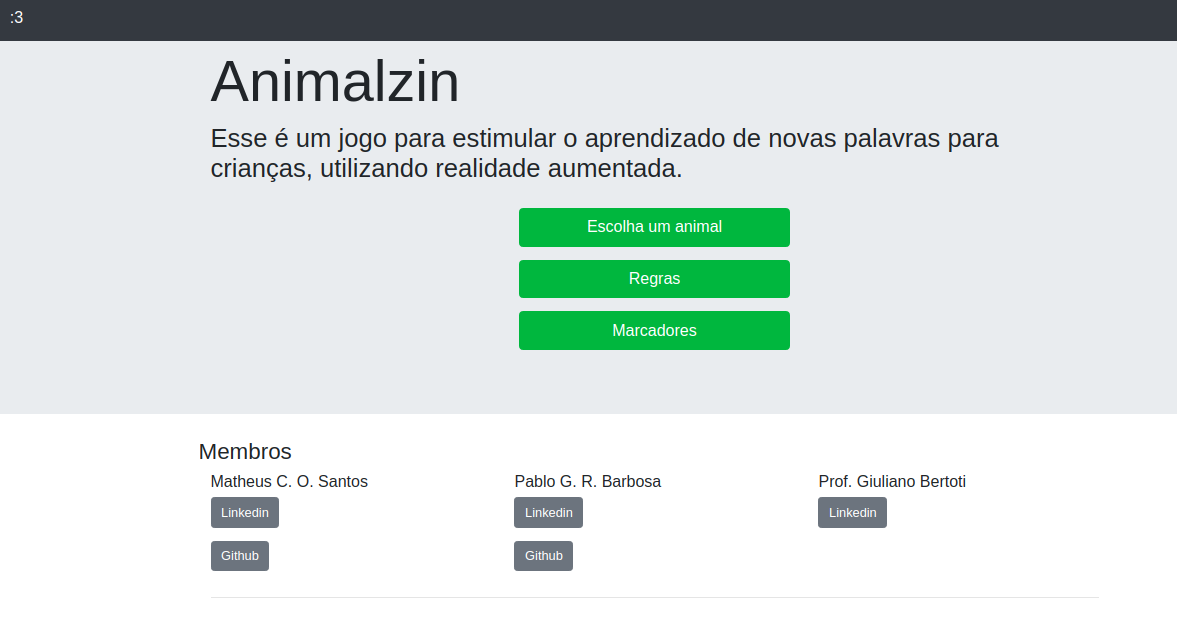 :3
Animalzin
Esse é um jogo para estimular o aprendizado de novas palavras para
crianças, utilizando realidade aumentada.
Escolha um animal
Regras
Marcadores
Membros
Matheus C. O. Santos
Linkedin
Github
Pablo G. R. Barbosa
Linkedin
Github
Prof. Giuliano Bertoti
Linkedin